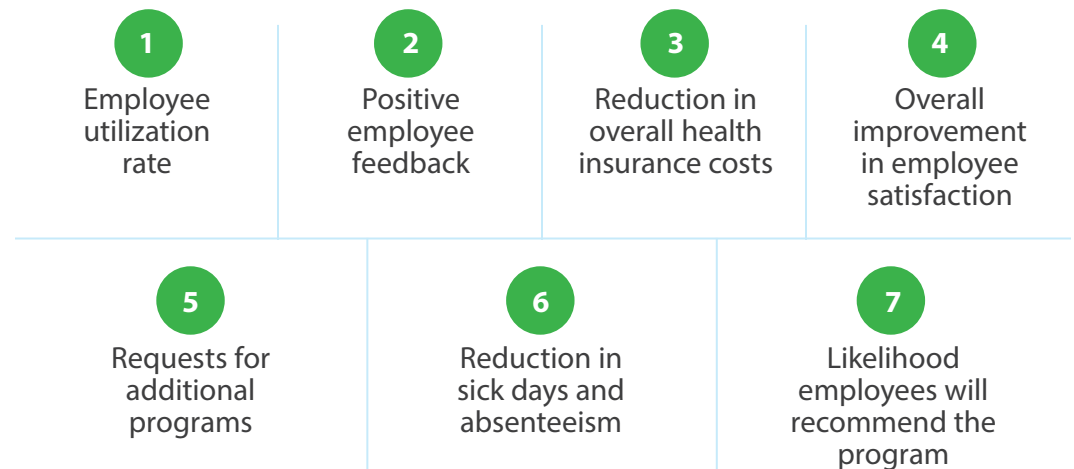 1
Employee
utilization
rate
2
Positive
employee
feedback
3
Reduction in
overall health
insurance costs
4
Overall
improvement
in employee
satisfaction
5
Requests for
additional
programs
6
Reduction in
sick days and
absenteeism
7
Likelihood
employees will
recommend the
program